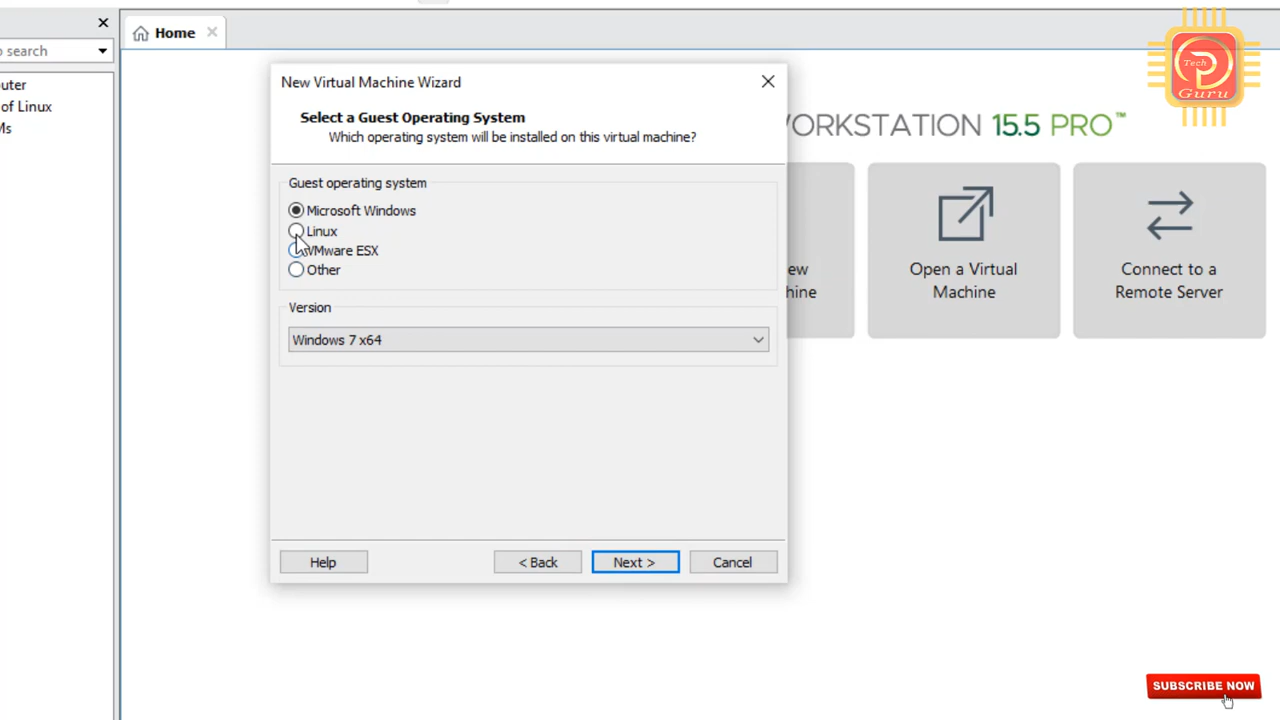 Home
o search
uter
of Linux
Ms
New Virtual Machine Wizard
Select a Guest Operating System
Which operating system will be installed on this virtual machine?
Guest operating system
Microsoft Windows
Linux
VMware ESX
Other
Version
Windows 7 x64
Help
< Back
Next >
Cancel
ORKSTATION 15.5 PRO™
ew
hine
Open a Virtual
Machine
Connect to a
Remote Server
Tech
Guru
SUBSCRIBE NOW